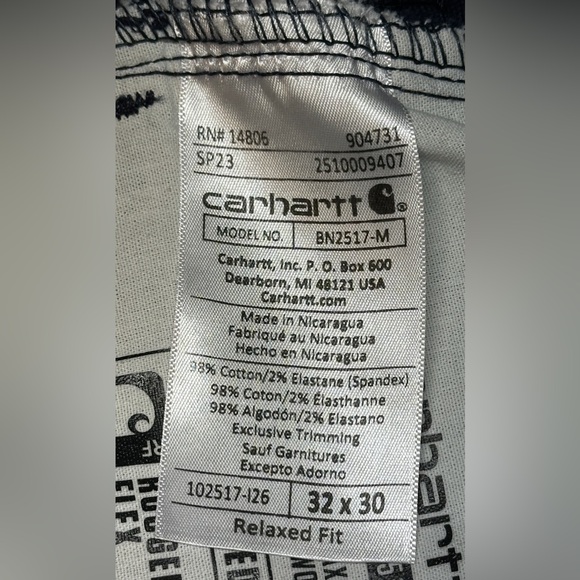 RN# 14806 904731
SP23 2510009407
carhartt
MODEL NO. BN2517-M
Carhartt, Inc. P. O. Box 600
Dearborn, MI 48121 USA
Carhartt.com
Made in Nicaragua
Fabriqué au Nicaragua
Hecho en Nicaragua
98% Cotton/2% Elastane (Spandex)
98% Coton/2% Élasthanne
98% Algodón/2% Elastano
Exclusive Trimming
Sauf Garnitures
Excepto Adorno
102517-I26 32 x 30
Relaxed Fit